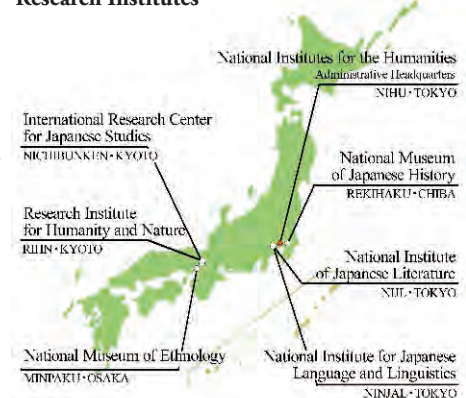 Research Institutes
National Institutes for the Humanities
Administrative Headquarters
NIHU・TOKYO
International Research Center
for Japanese Studies
NICHIBUNKEN・KYOTO
National Museum
of Japanese History
REKIHAKU・CHIBA
Research Institute
for Humanity and Nature
RIHN・KYOTO
National Institute
of Japanese Literature
NIJL・TOKYO
National Museum of Ethnology
MINPAKU・OSAKA
National Institute for Japanese
Language and Linguistics
NINJAL・TOKYO